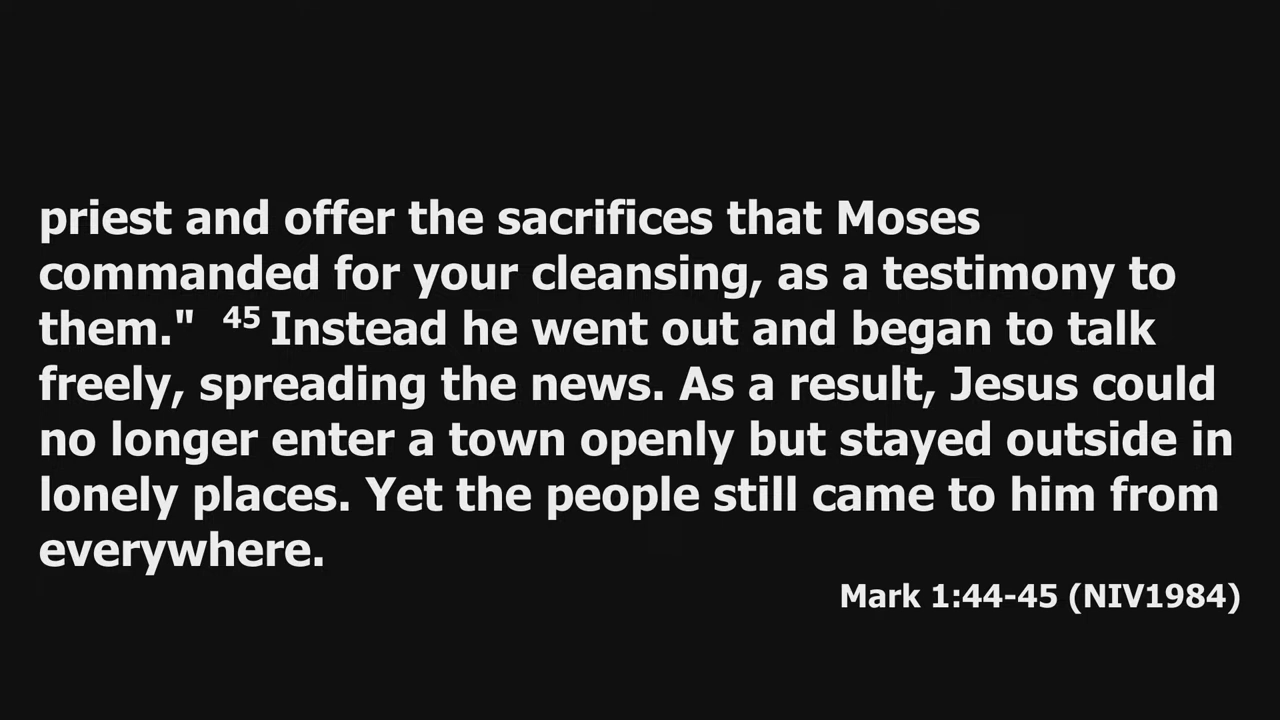 priest and offer the sacrifices that Moses
commanded for your cleansing, as a testimony to
them." 45 Instead he went out and began to talk
freely, spreading the news. As a result, Jesus could
no longer enter a town openly but stayed outside in
lonely places. Yet the people still came to him from
everywhere.
Mark 1:44-45 (NIV1984)